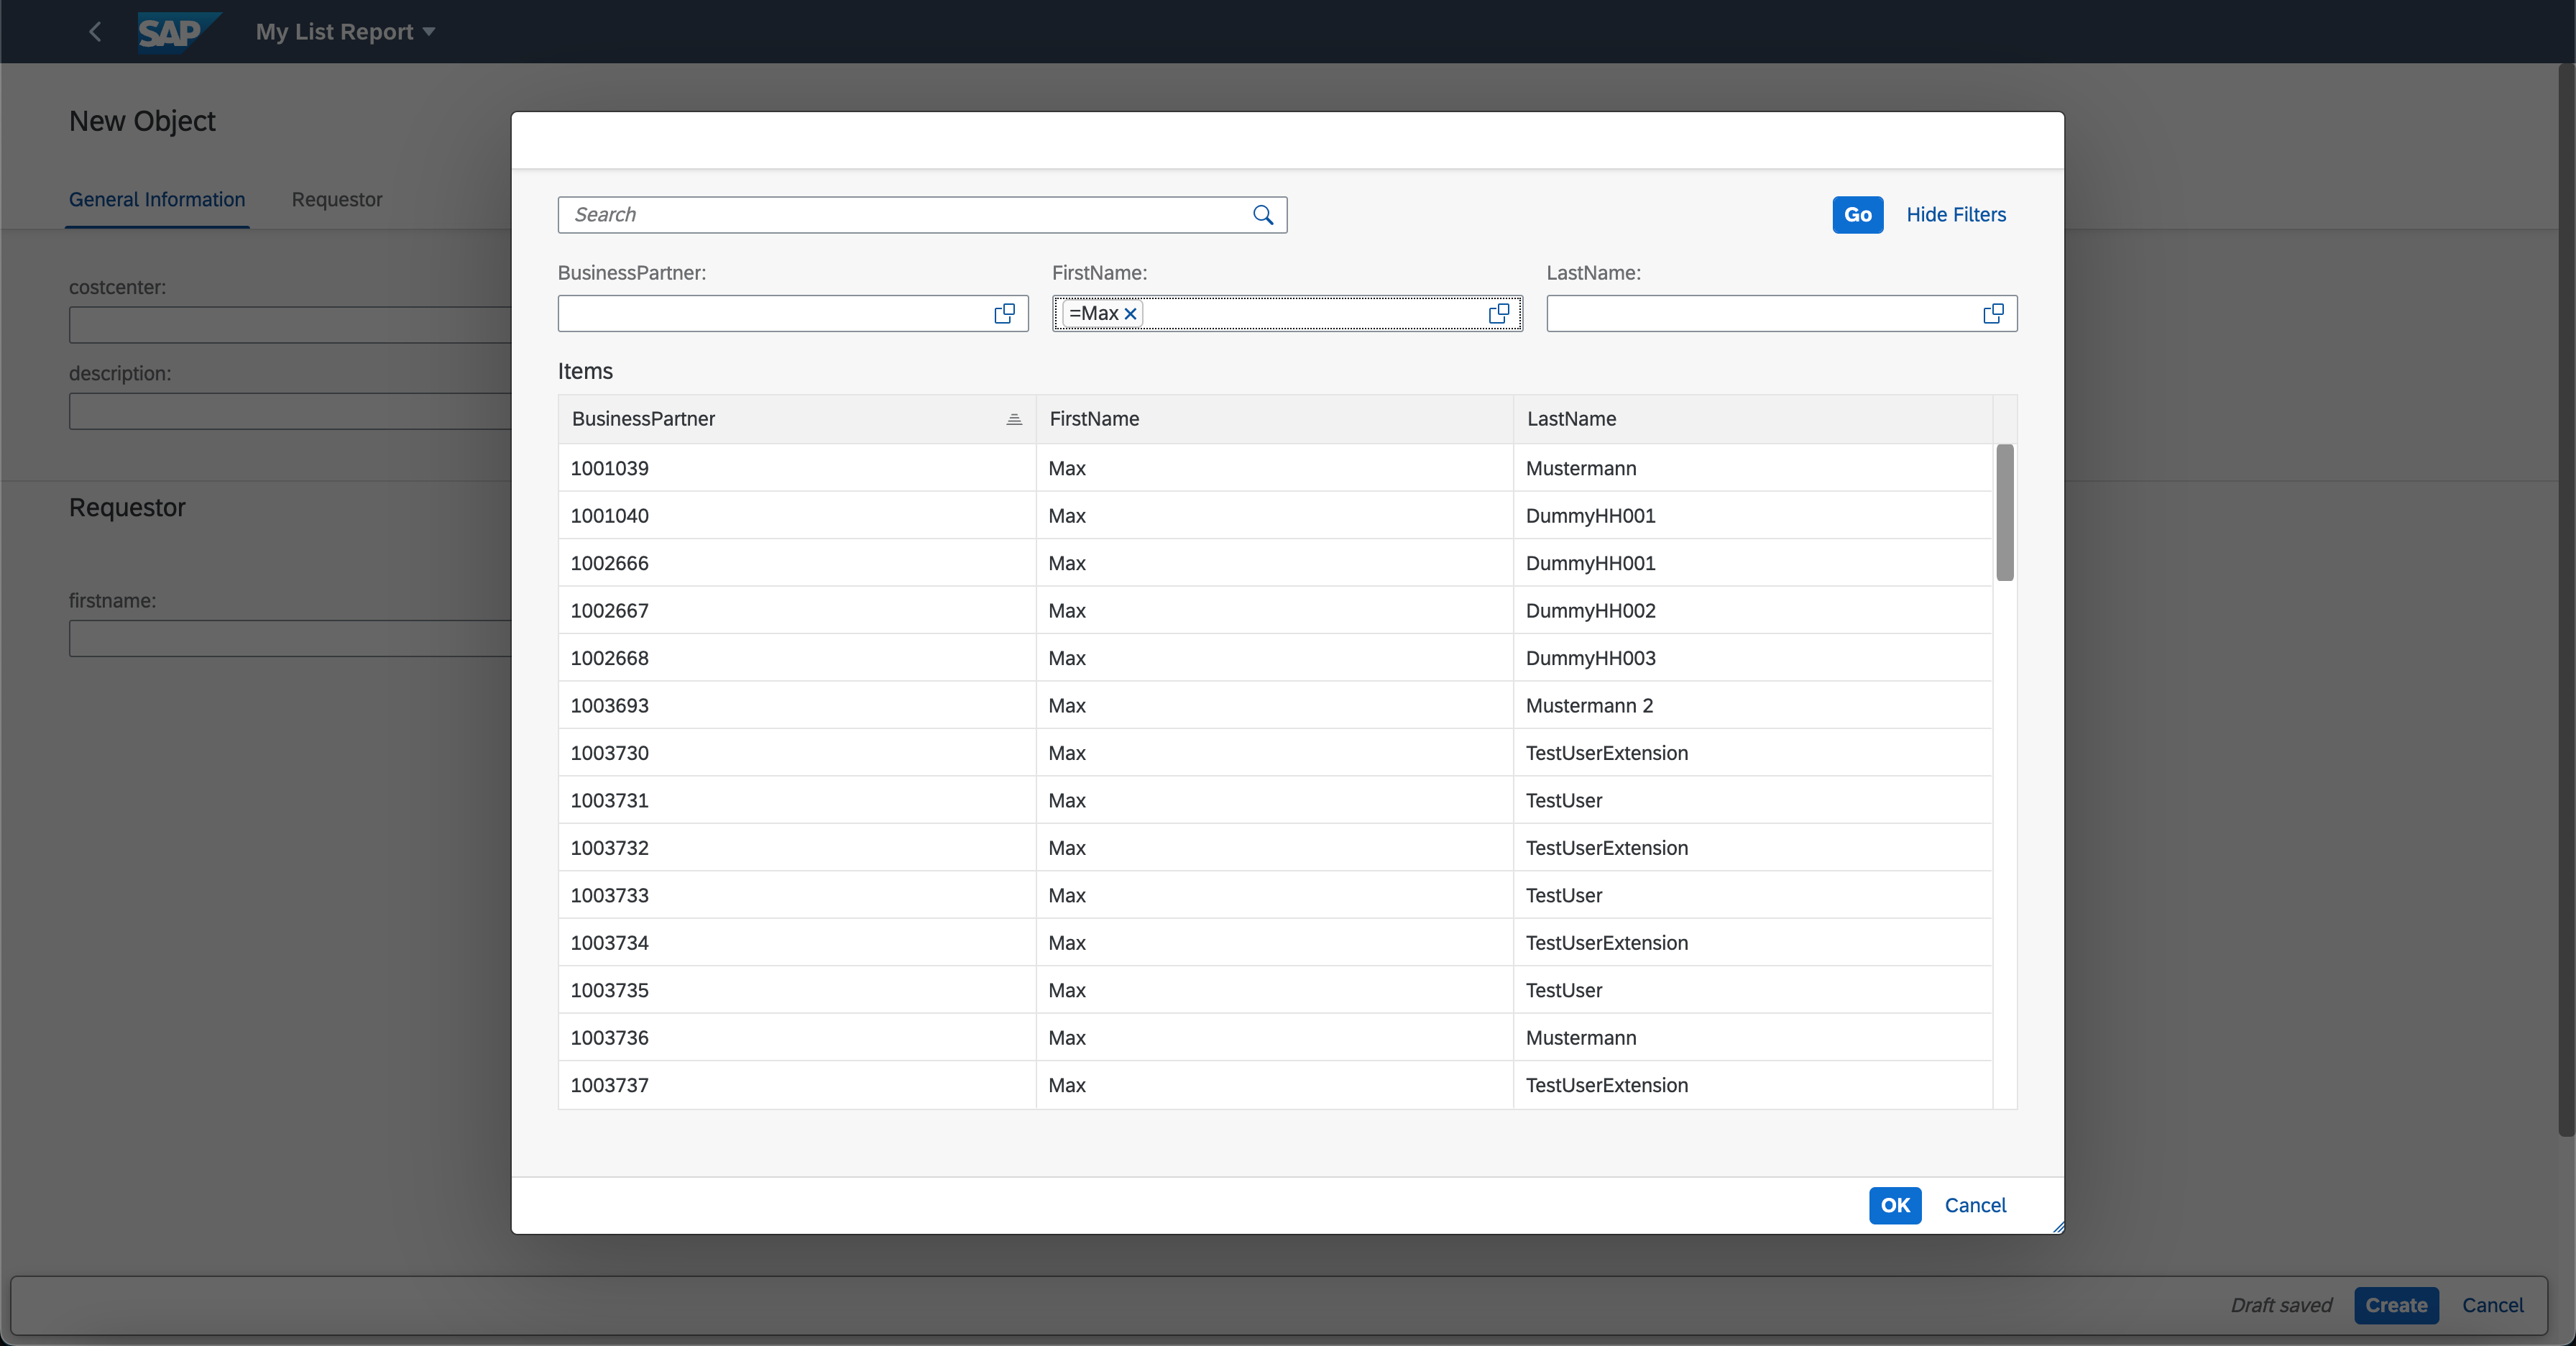 SAP My List Report
New Object
General Information Requestor
costcenter:
description:
Requestor
firstname:
Search Go Hide Filters
BusinessPartner: FirstName: LastName:
=Max
Items
BusinessPartner FirstName LastName
1001039 Max Mustermann
1001040 Max DummyHH001
1002666 Max DummyHH001
1002667 Max DummyHH002
1002668 Max DummyHH003
1003693 Max Mustermann 2
1003730 Max TestUserExtension
1003731 Max TestUser
1003732 Max TestUserExtension
1003733 Max TestUser
1003734 Max TestUserExtension
1003735 Max TestUser
1003736 Max Mustermann
1003737 Max TestUserExtension
OK Cancel
Draft saved Create Cancel